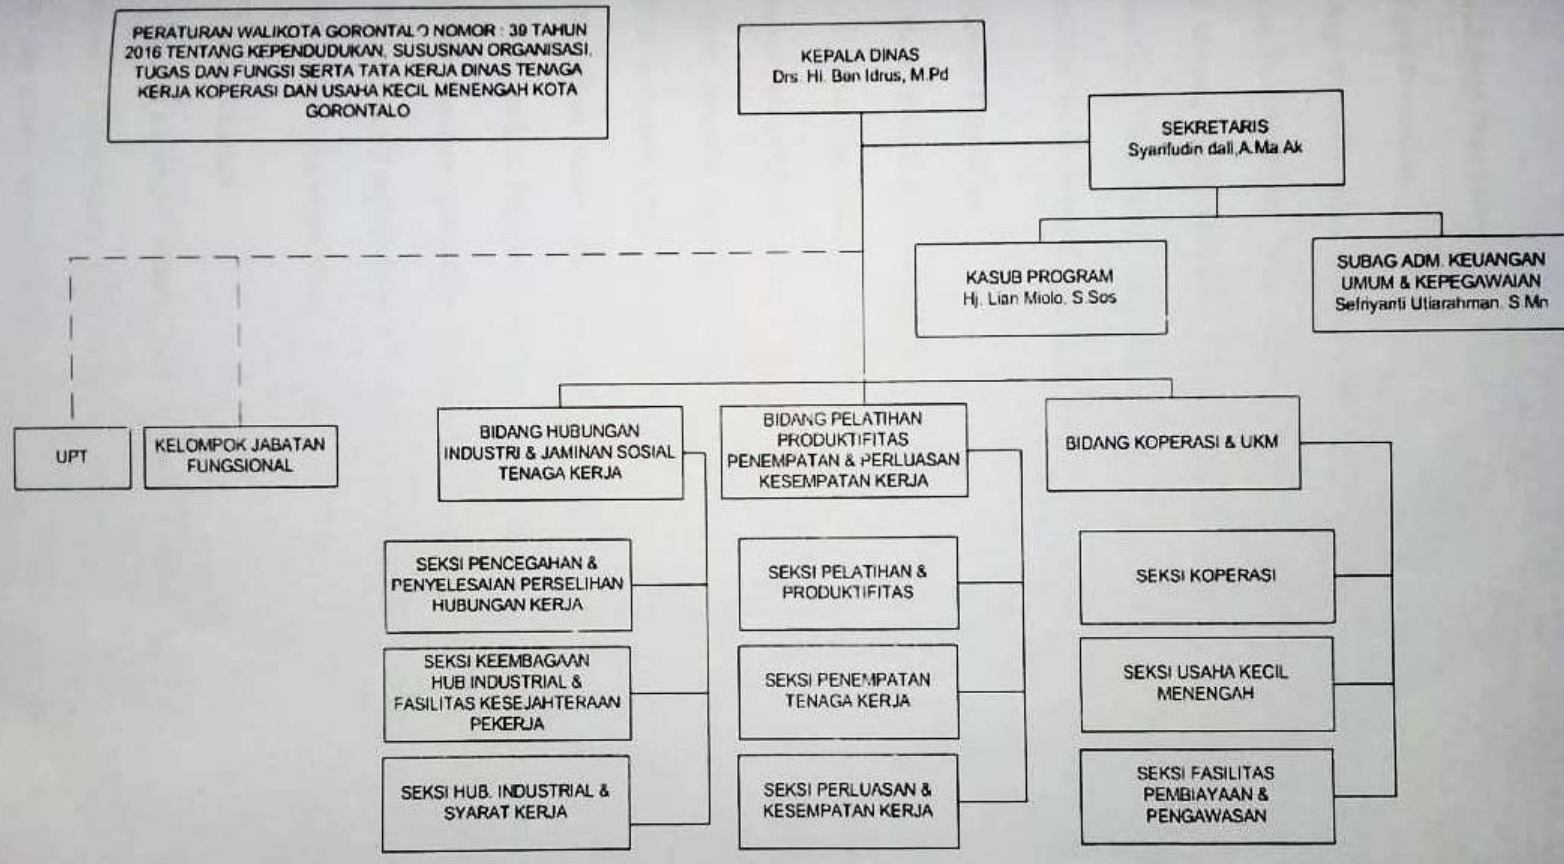 PERATURAN WALIKOTA GORONTALO NOMOR : 39 TAHUN
2016 TENTANG KEPENDUDUKAN, SUSUSNAN ORGANISASI,
TUGAS DAN FUNGSI SERTA TATA KERJA DINAS TENAGA
KERJA KOPERASI DAN USAHA KECIL MENENGAH KOTA
GORONTALO
KEPALA DINAS
Drs. Hi. Ben Idrus, M.Pd
SEKRETARIS
Syarifudin dali,A.Ma.Ak
KASUB PROGRAM
Hj. Lian Miolo, S.Sos
SUBAG ADM. KEUANGAN
UMUM & KEPEGAWAIAN
Sefriyanti Utiarahman, S.Mn
UPT
KELOMPOK JABATAN
FUNGSIONAL
BIDANG HUBUNGAN
INDUSTRI & JAMINAN SOSIAL
TENAGA KERJA
BIDANG PELATIHAN
PRODUKTIFITAS
PENEMPATAN & PERLUASAN
KESEMPATAN KERJA
BIDANG KOPERASI & UKM
SEKSI PENCEGAHAN &
PENYELESAIAN PERSELIHAN
HUBUNGAN KERJA
SEKSI PELATIHAN &
PRODUKTIFITAS
SEKSI KOPERASI
SEKSI KEEMBAGAAN
HUB INDUSTRIAL &
FASILITAS KESEJAHTERAAN
PEKERJA
SEKSI PENEMPATAN
TENAGA KERJA
SEKSI USAHA KECIL
MENENGAH
SEKSI HUB. INDUSTRIAL &
SYARAT KERJA
SEKSI PERLUASAN &
KESEMPATAN KERJA
SEKSI FASILITAS
PEMBIAYAAN &
PENGAWASAN